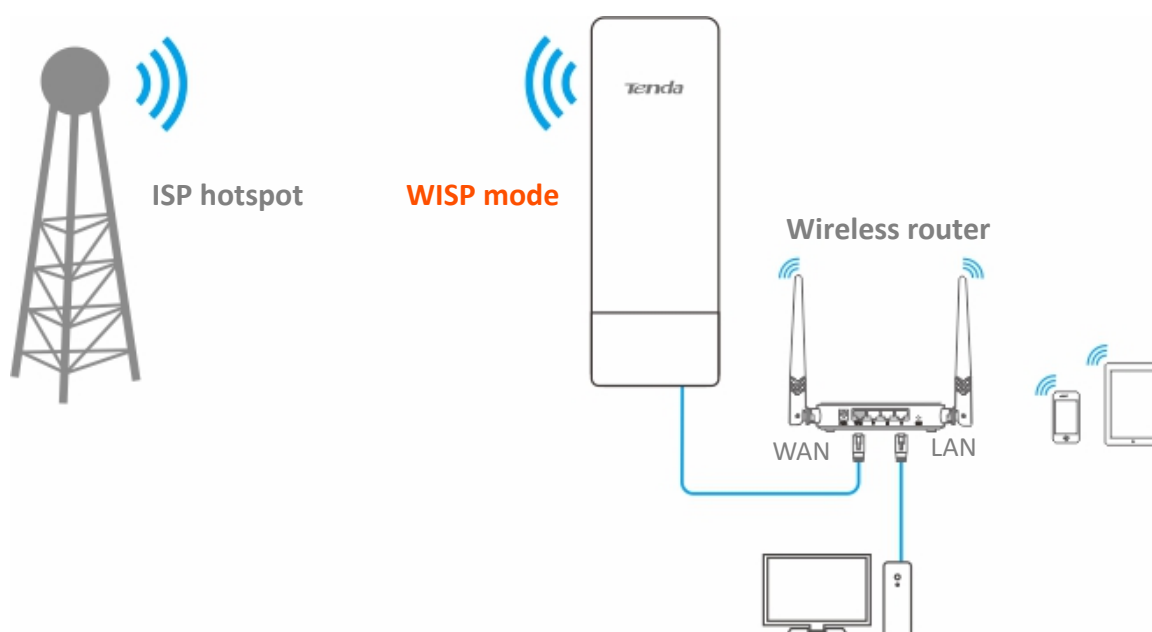 Tenda
ISP hotspot
WISP mode
Wireless router
WAN
LAN